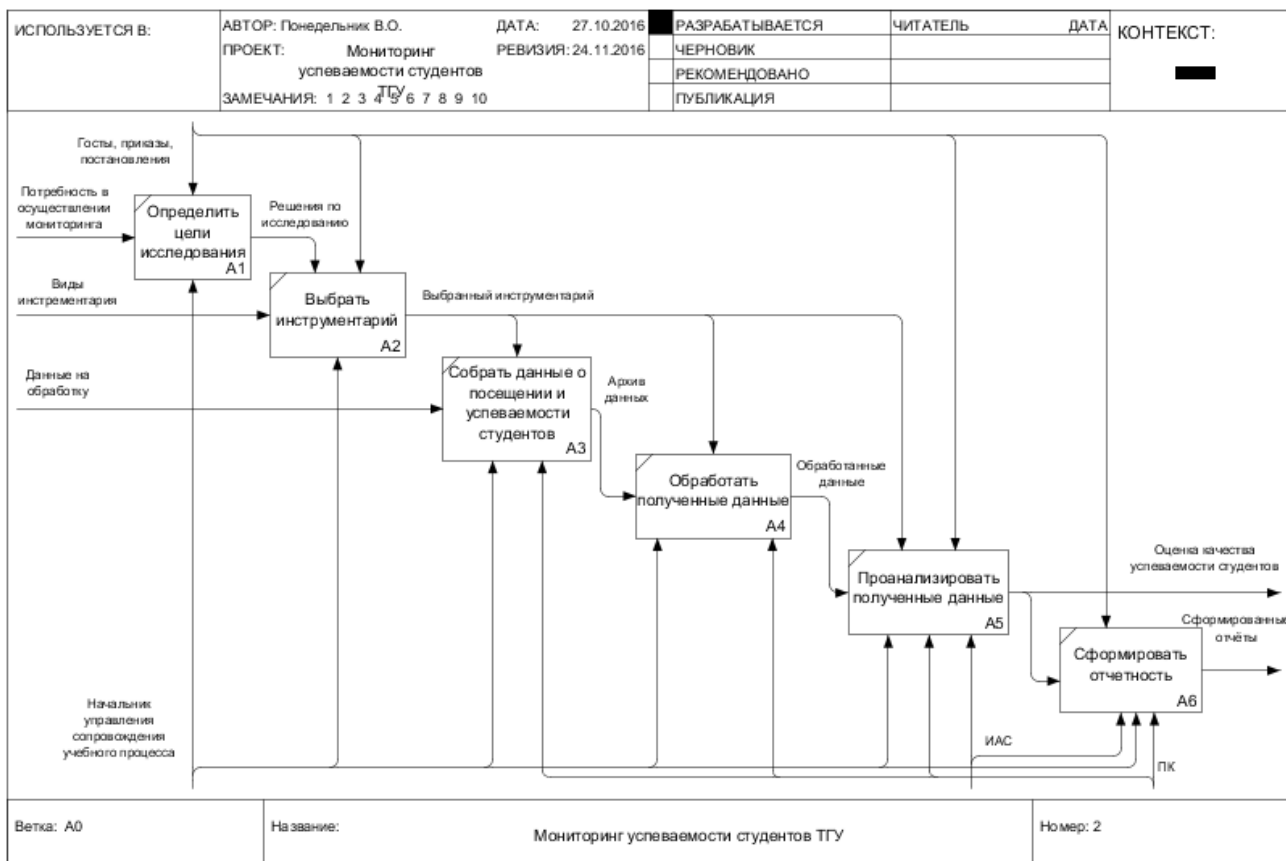 ИСПОЛЬЗУЕТСЯ В:
АВТОР: Понедельник В.О.
ДАТА: 27.10.2016
ПРОЕКТ: Мониторинг
успеваемости студентов
ТГУ
РЕВИЗИЯ: 24.11.2016
ЗАМЕЧАНИЯ: 1 2 3 4 5 6 7 8 9 10
РАЗРАБАТЫВАЕТСЯ
ЧЕРНОВИК
РЕКОМЕНДОВАНО
ПУБЛИКАЦИЯ
ЧИТАТЕЛЬ ДАТА
КОНТЕКСТ:
Госты, приказы,
постановления
Потребность в
осуществлении
мониторинга
Определить
цели
исследования
A1
Решения по
исследованию
Виды
инстрементария
Выбрать
инструментарий
A2
Выбранный инструментарий
Данные на
обработку
Собрать данные о
посещении и
успеваемости
студентов
A3
Архив
данных
Обработать
полученные данные
A4
Обработанные
данные
Проанализировать
полученные данные
A5
Оценка качества
успеваемости студентов
Сформировать
отчетность
A6
Сформированные
отчёты
Начальник
управления
сопровождения
учебного процесса
ИАС
ПК
Ветка: A0
Название:
Мониторинг успеваемости студентов ТГУ
Номер: 2